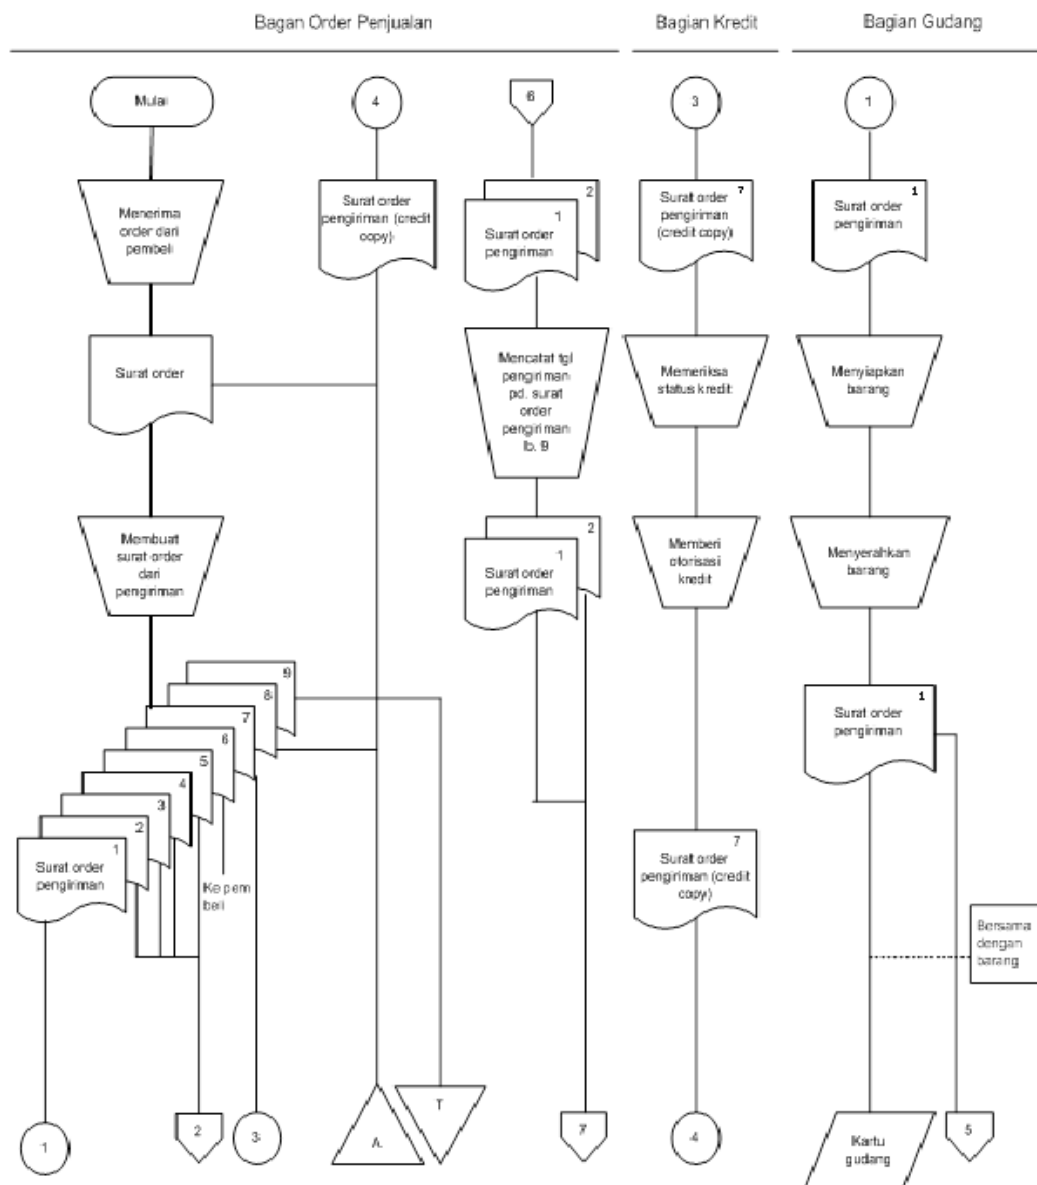 Bagan Order Penjualan
Bagian Kredit
Bagian Gudang
Mulai
4
6
3
1
Menerima
order dari
pembeli
Surat order
pengiriman (credit
copy)
2
1
Surat order
pengiriman
7
Surat order
pengiriman
(credit copy)
1
Surat order
pengiriman
Surat order
Mencatat tgl
pengiriman
pd. surat
order
pengiriman
lb. 9
Memeriksa
status kredit
Menyiapkan
barang
Membuat
surat order
dari
pengiriman
2
1
Surat order
pengiriman
Memberi
otorisasi
kredit
Menyerahkan
barang
9
8
7
6
5
4
3
2
1
Surat order
pengiriman
Ke pem
beli
1
Surat order
pengiriman
7
Surat order
pengiriman (credit
copy)
Bersama
dengan
barang
1
2
3
A
T
7
4
Kartu
gudang
5